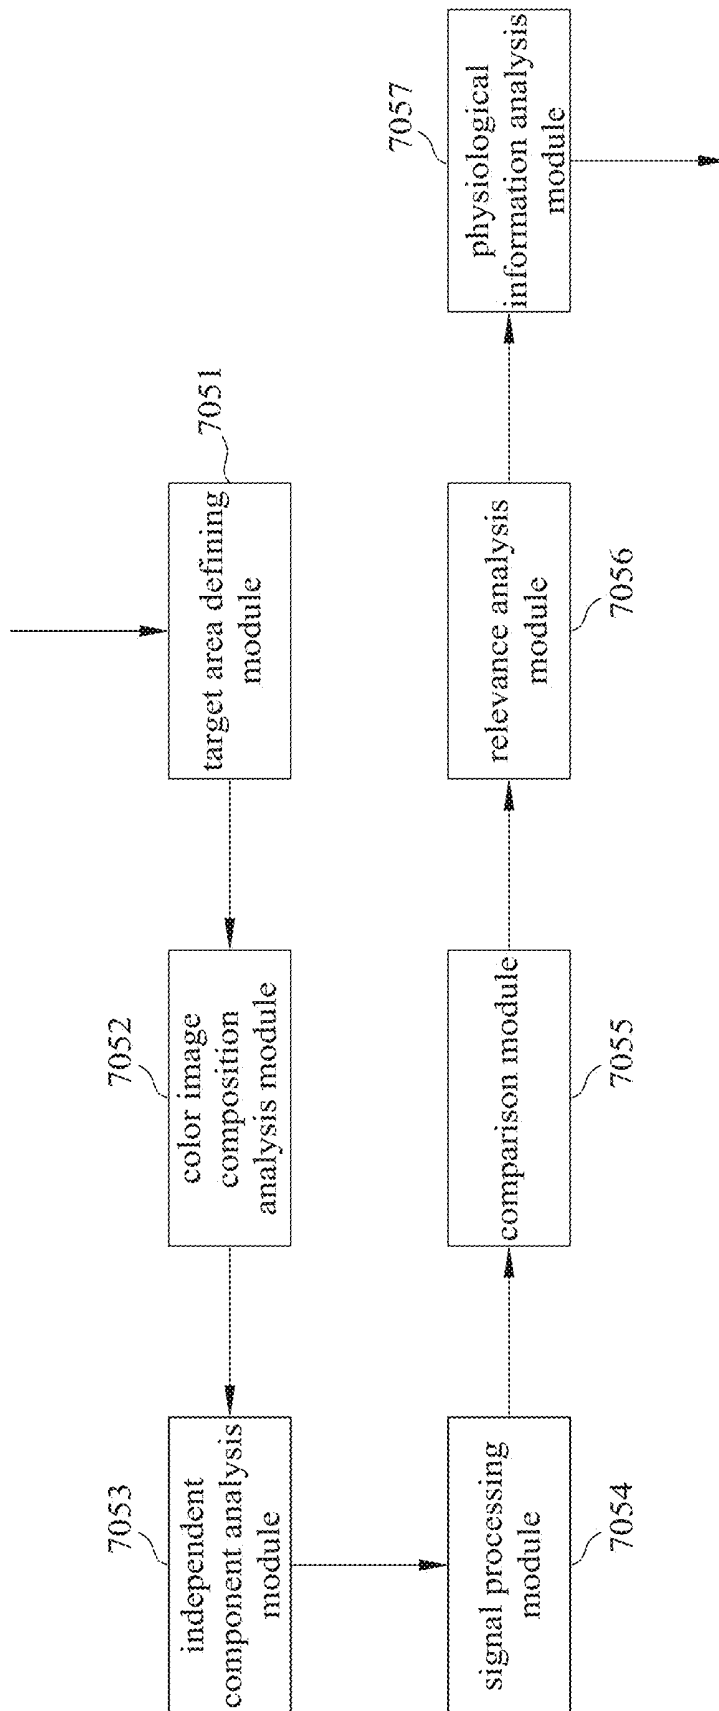 7051
target area defining
module
7052
color image
composition
analysis module
7053
independent
component analysis
module
signal processing
module
7054
comparison module
7055
relevance analysis
module
7056
7057
physiological
information analysis
module